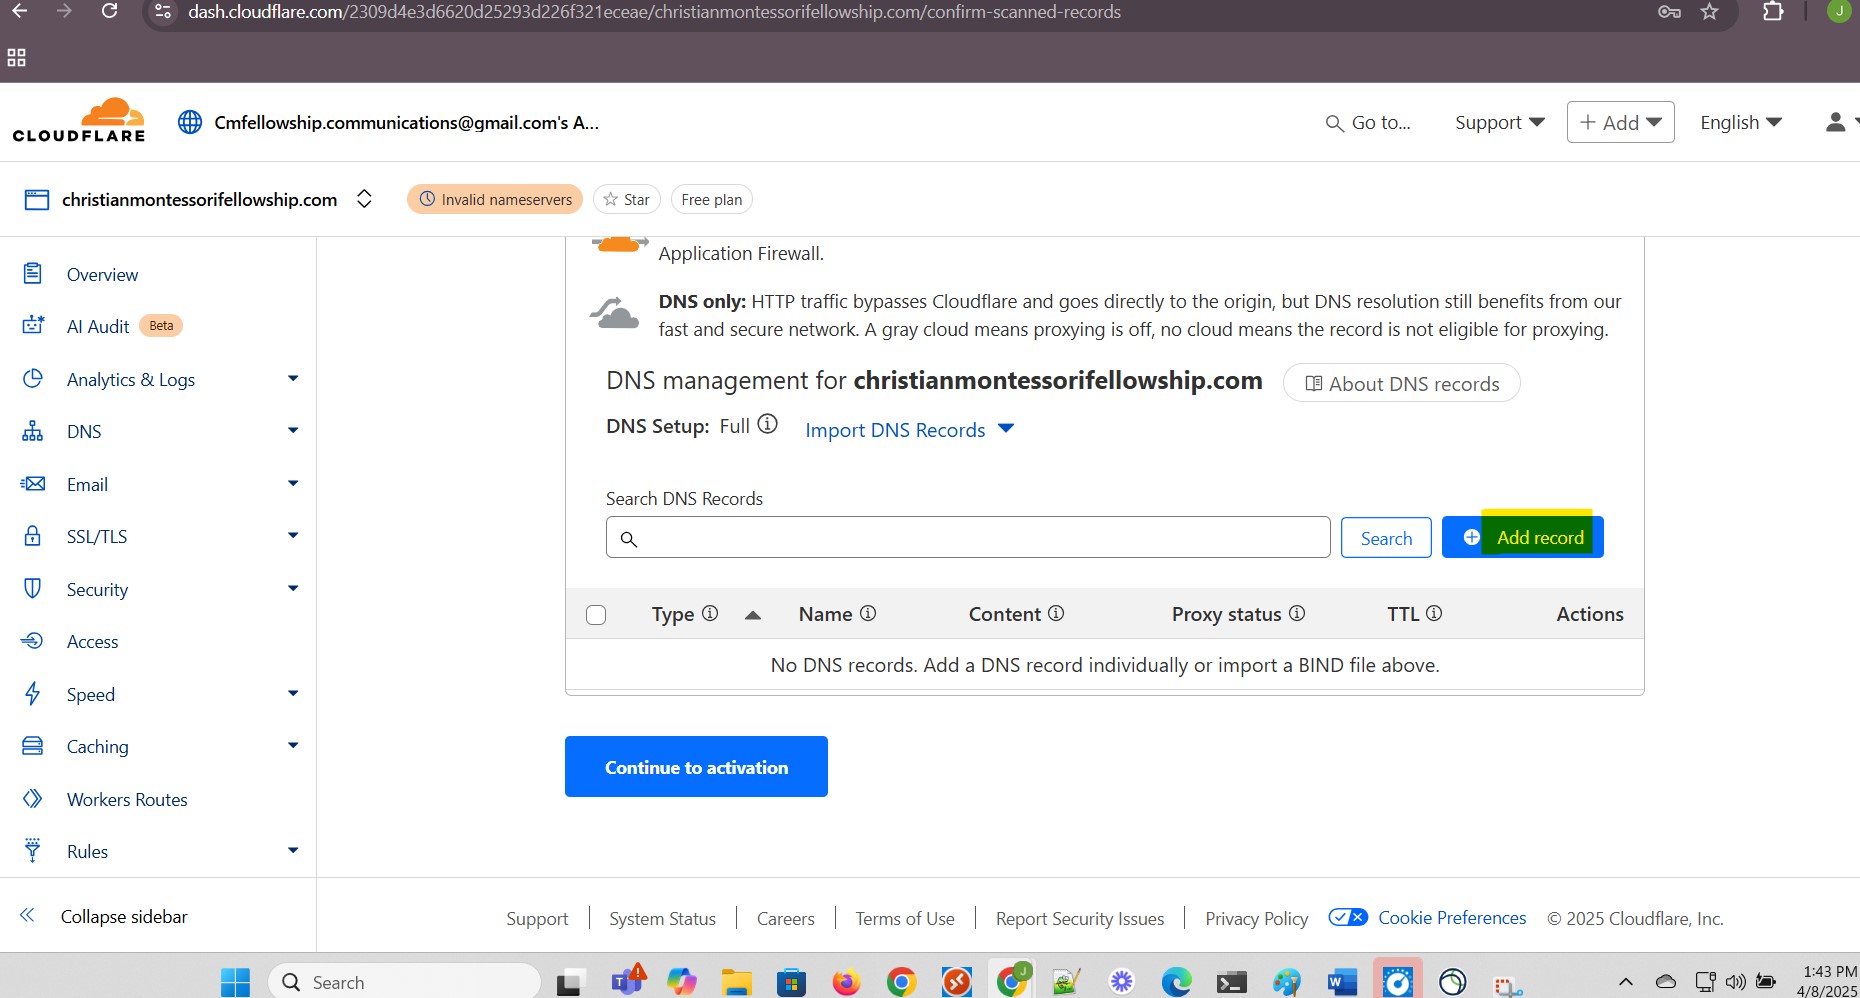 dash.cloudflare.com/2309d4e3d6620d25293d226f321eceae/christianmontessorifellowship.com/confirm-scanned-records
J
CLOUDFLARE
Cmfellowship.communications@gmail.com's A...
Go to...
Support
+ Add
English
christianmontessorifellowship.com
Invalid nameservers
Star
Free plan
Overview
AI Audit Beta
Analytics & Logs
DNS
Email
SSL/TLS
Security
Access
Speed
Caching
Workers Routes
Rules
Collapse sidebar
Application Firewall.
DNS only: HTTP traffic bypasses Cloudflare and goes directly to the origin, but DNS resolution still benefits from our
fast and secure network. A gray cloud means proxying is off, no cloud means the record is not eligible for proxying.
DNS management for christianmontessorifellowship.com
About DNS records
DNS Setup: Full
Import DNS Records
Search DNS Records
Search
Add record
Type Name Content Proxy status TTL Actions
No DNS records. Add a DNS record individually or import a BIND file above.
Continue to activation
Support System Status Careers Terms of Use Report Security Issues Privacy Policy Cookie Preferences © 2025 Cloudflare, Inc.
Search
1:43 PM
4/8/2025